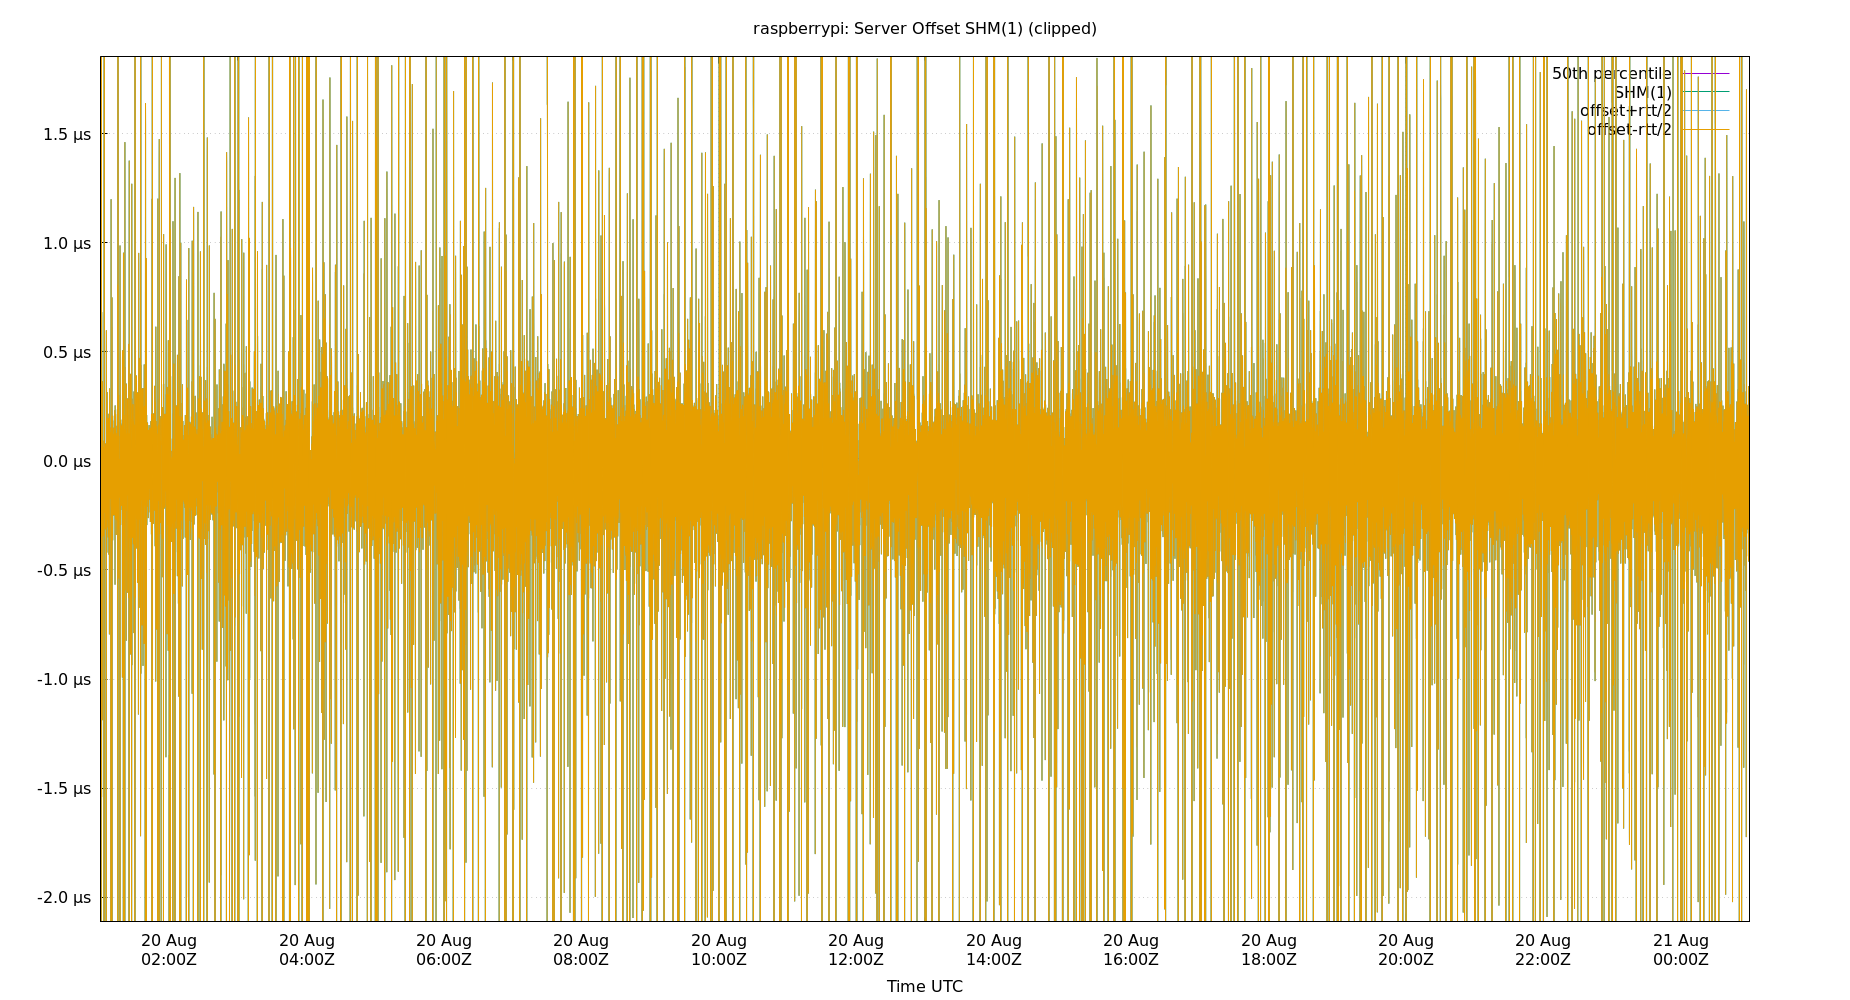 raspberrypi: Server Offset SHM(1) (clipped)
50th percentile
SHM(1)
offset+rtt/2
offset-rtt/2
1.5 µs
1.0 µs
0.5 µs
0.0 µs
-0.5 µs
-1.0 µs
-1.5 µs
-2.0 µs
20 Aug 20 Aug 20 Aug 20 Aug 20 Aug 20 Aug 20 Aug 20 Aug 20 Aug 20 Aug 20 Aug 21 Aug
02:00Z 04:00Z 06:00Z 08:00Z 10:00Z 12:00Z 14:00Z 16:00Z 18:00Z 20:00Z 22:00Z 00:00Z
Time UTC